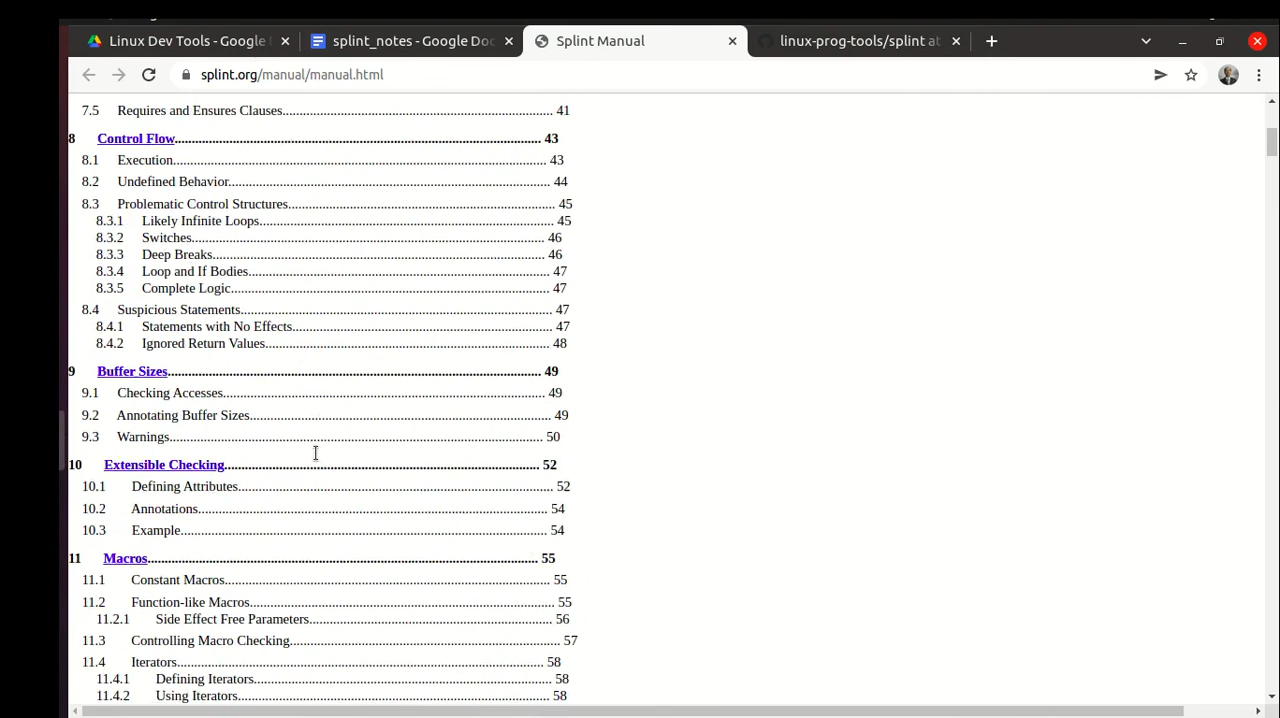 Linux Dev Tools - Google splint_notes - Google Doc Splint Manual linux-prog-tools/splint at
splint.org/manual/manual.html
7.5 Requires and Ensures Clauses........................................................................ 41
8 Control Flow................................................................................................. 43
8.1 Execution..................................................................................................... 43
8.2 Undefined Behavior...................................................................................... 44
8.3 Problematic Control Structures...................................................................... 45
8.3.1 Likely Infinite Loops............................................................................... 45
8.3.2 Switches................................................................................................ 46
8.3.3 Deep Breaks........................................................................................... 46
8.3.4 Loop and If Bodies................................................................................. 47
8.3.5 Complete Logic...................................................................................... 47
8.4 Suspicious Statements................................................................................... 47
8.4.1 Statements with No Effects...................................................................... 47
8.4.2 Ignored Return Values............................................................................. 48
9 Buffer Sizes................................................................................................... 49
9.1 Checking Accesses....................................................................................... 49
9.2 Annotating Buffer Sizes................................................................................ 49
9.3 Warnings..................................................................................................... 50
10 Extensible Checking..................................................................................... 52
10.1 Defining Attributes..................................................................................... 52
10.2 Annotations............................................................................................... 54
10.3 Example.................................................................................................... 54
11 Macros........................................................................................................ 55
11.1 Constant Macros........................................................................................ 55
11.2 Function-like Macros.................................................................................. 55
11.2.1 Side Effect Free Parameters.................................................................... 56
11.3 Controlling Macro Checking........................................................................ 57
11.4 Iterators.................................................................................................... 58
11.4.1 Defining Iterators.................................................................................. 58
11.4.2 Using Iterators...................................................................................... 58